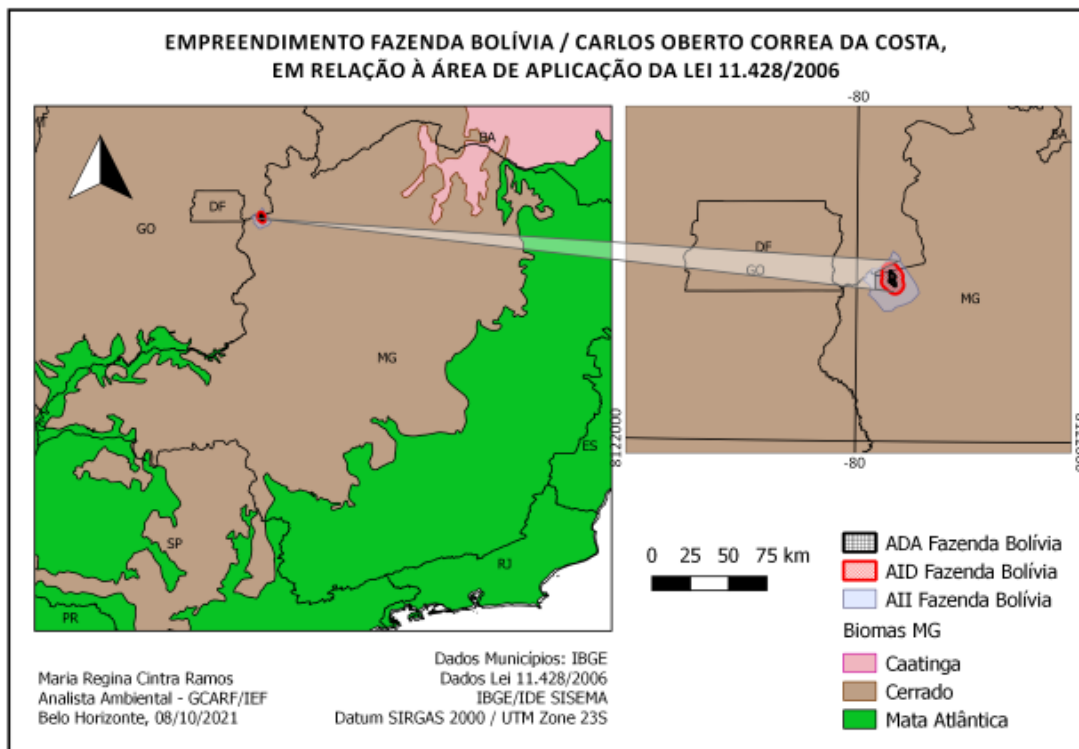 EMPREENDIMENTO FAZENDA BOLÍVIA / CARLOS OBERTO CORREA DA COSTA,
EM RELAÇÃO À ÁREA DE APLICAÇÃO DA LEI 11.428/2006
BA
DF
GO
MG
ES
SP
RJ
PR
-80
BA
DF
GO
MG
8122000
-80
0 25 50 75 km
ADA Fazenda Bolívia
AID Fazenda Bolívia
AII Fazenda Bolívia
Biomas MG
Caatinga
Cerrado
Mata Atlântica
Maria Regina Cintra Ramos
Analista Ambiental - GCARF/IEF
Belo Horizonte, 08/10/2021
Dados Municípios: IBGE
Dados Lei 11.428/2006
IBGE/IDE SISEMA
Datum SIRGAS 2000 / UTM Zone 23S